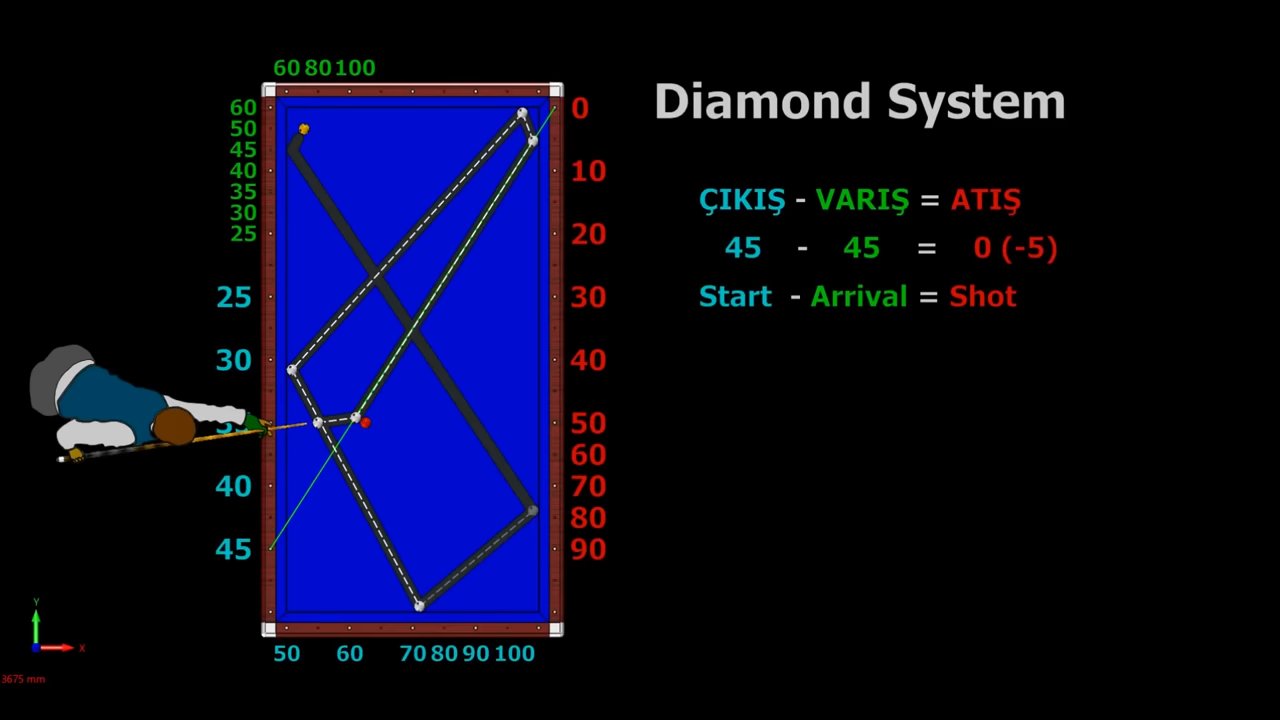 60 80 100
Diamond System
60
50
45
40
35
30
25
25
30
40
45
0
10
20
30
40
50
60
70
80
90
ÇIKIŞ - VARIŞ = ATIŞ
45 - 45 = 0 (-5)
Start - Arrival = Shot
50 60 70 80 90 100
Y
X
3675 mm